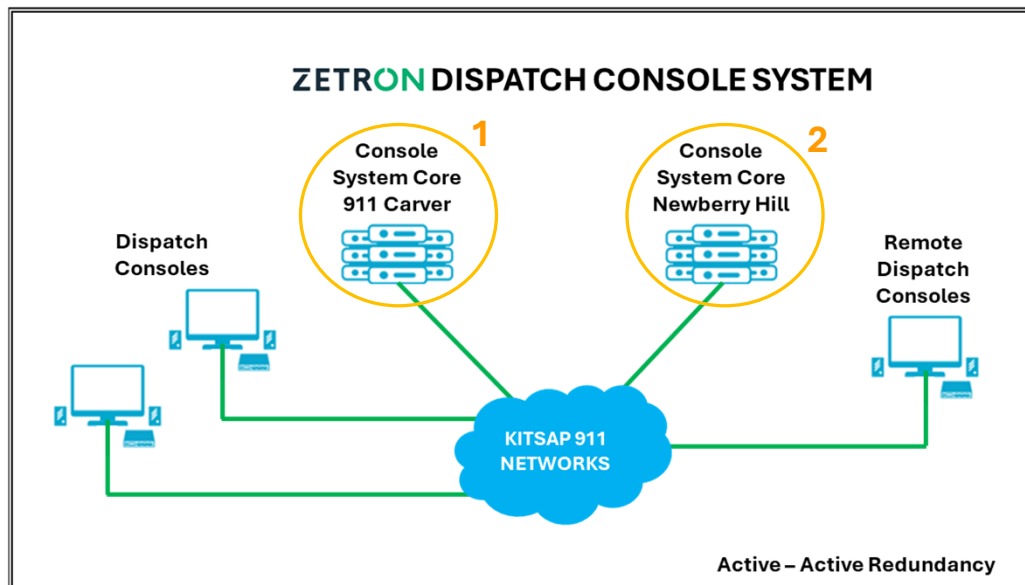 ZETRON DISPATCH CONSOLE SYSTEM
1
Console
System Core
911 Carver
2
Console
System Core
Newberry Hill
Dispatch
Consoles
Remote
Dispatch
Consoles
KITSAP 911
NETWORKS
Active – Active Redundancy